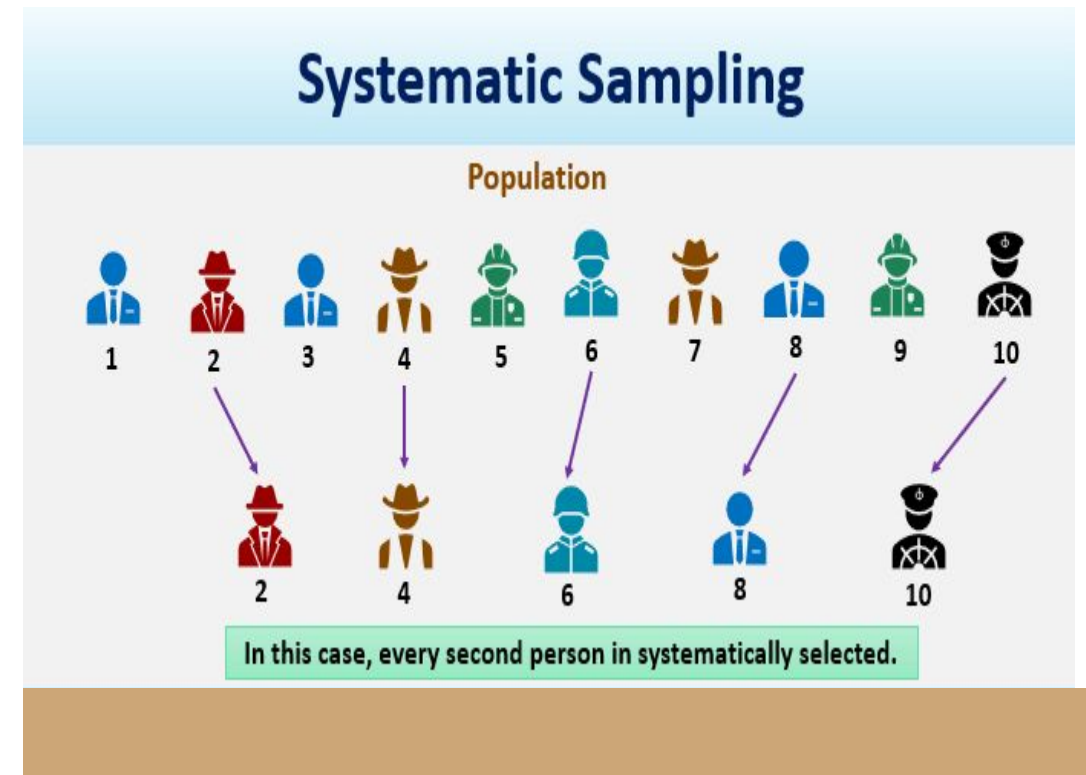 Systematic Sampling
Population
1 2 3 4 5 6 7 8 9 10
2 4 6 8 10
In this case, every second person in systematically selected.